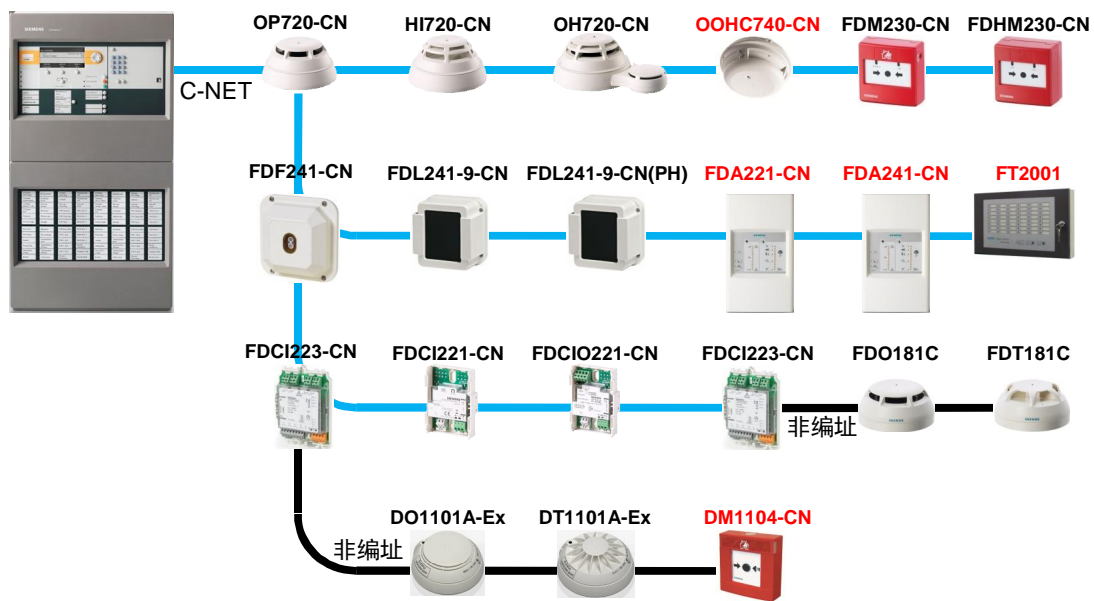 SIEMENS
OP720-CN
HI720-CN
OH720-CN
OOHC740-CN
FDM230-CN
FDHM230-CN
C-NET
FDF241-CN
FDL241-9-CN
FDL241-9-CN(PH)
FDA221-CN
FDA241-CN
FT2001
FDCI223-CN
FDCI221-CN
FDCIO221-CN
FDCI223-CN
FDO181C
FDT181C
非编址
DO1101A-Ex
DT1101A-Ex
DM1104-CN
非编址